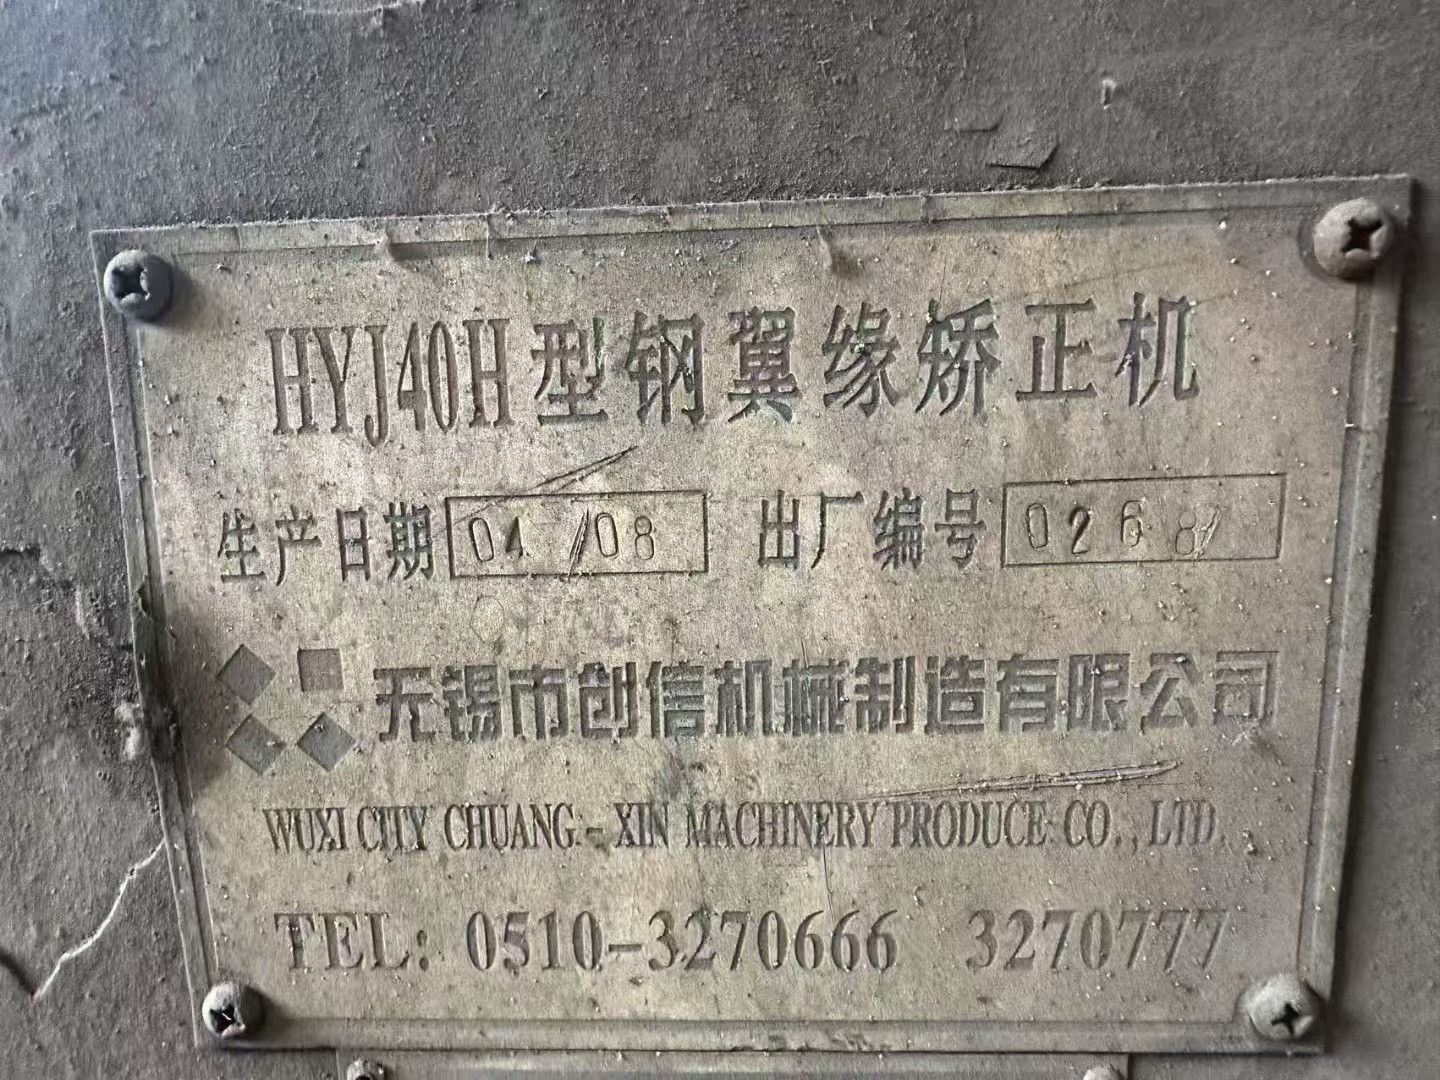 HYJ40H型钢翼缘矫正机
生产日期 04/08 出厂编号 0268/
无锡市创信机械制造有限公司
WUXI CITY CHUANG-XIN MACHINERY PRODUCE CO.,LTD.
TEL: 0510-3270666 3270777